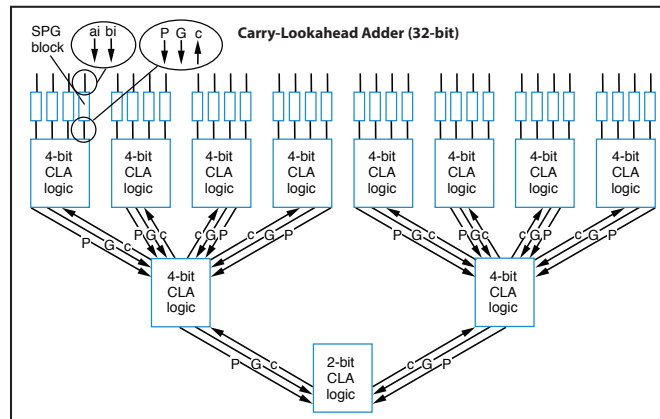 Carry-Lookahead Adder (32-bit)
SPG
block
ai bi
P G c
4-bit
CLA
logic
4-bit
CLA
logic
4-bit
CLA
logic
4-bit
CLA
logic
4-bit
CLA
logic
4-bit
CLA
logic
4-bit
CLA
logic
4-bit
CLA
logic
P G c
P G c
c G P
c G P
P G c
P G c
c G P
c G P
4-bit
CLA
logic
4-bit
CLA
logic
P G c
c G P
2-bit
CLA
logic